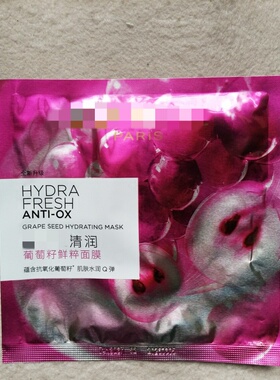 PARIS
HYDRA
FRESH
ANTI-OX
GRAPE SEED HYDRATING MASK
清润
葡萄籽鲜粹面膜
蕴含抗氧化葡萄籽* 肌肤水润Q弹